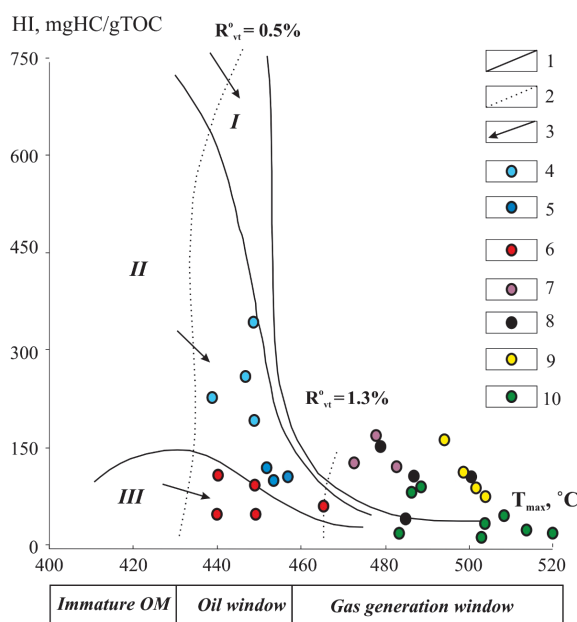 HI, mgHC/gTOC
R°vt = 0.5%
750
600
450
300
150
0
I
II
III
R°vt = 1.3%
Tmax, °C
400
420
440
460
480
500
520
Immature OM
Oil window
Gas generation window
1
2
3
4
5
6
7
8
9
10